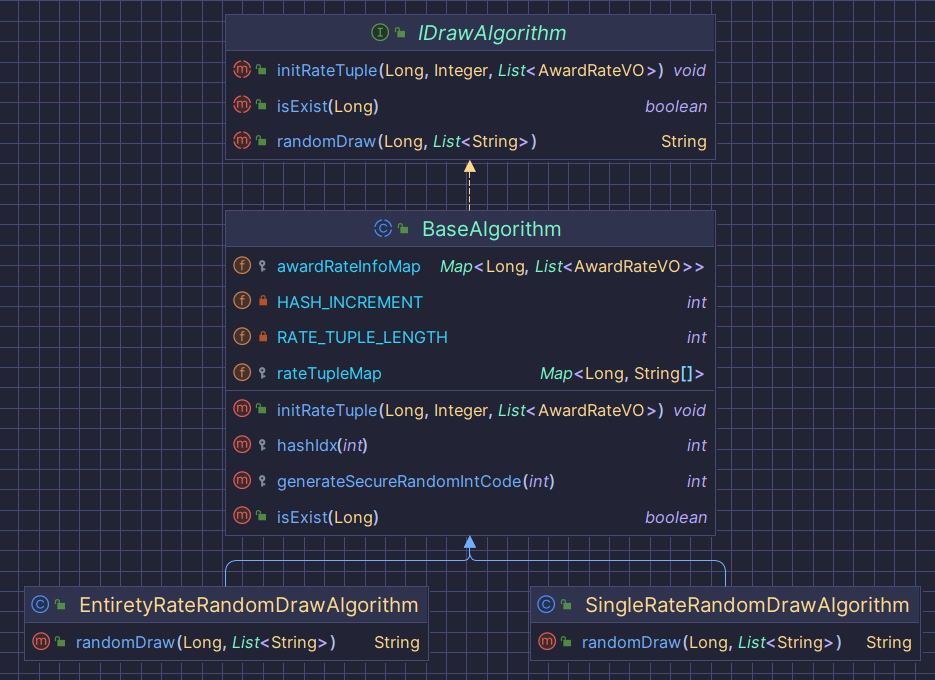 IDrawAlgorithm
initRateTuple(Long, Integer, List<AwardRateVO>) void
isExist(Long) boolean
randomDraw(Long, List<String>) String
BaseAlgorithm
awardRateInfoMap Map<Long, List<AwardRateVO>>
HASH_INCREMENT int
RATE_TUPLE_LENGTH int
rateTupleMap Map<Long, String[]>
initRateTuple(Long, Integer, List<AwardRateVO>) void
hashIdx(int) int
generateSecureRandomIntCode(int) int
isExist(Long) boolean
EntiretyRateRandomDrawAlgorithm
randomDraw(Long, List<String>) String
SingleRateRandomDrawAlgorithm
randomDraw(Long, List<String>) String